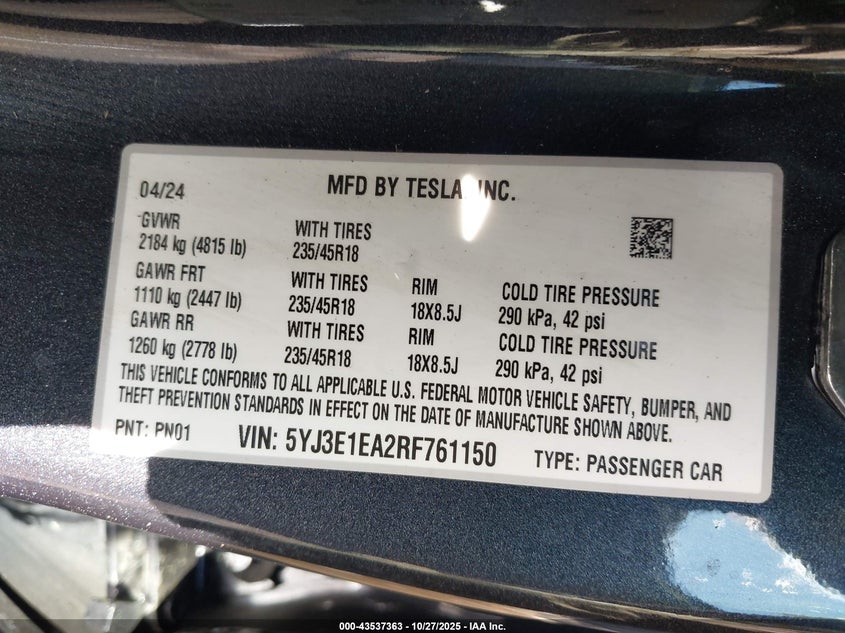 04/24 MFD BY TESLA, INC.
GVWR WITH TIRES
2184 kg (4815 lb) 235/45R18
GAWR FRT WITH TIRES RIM COLD TIRE PRESSURE
1110 kg (2447 lb) 235/45R18 18X8.5J 290 kPa, 42 psi
GAWR RR WITH TIRES RIM COLD TIRE PRESSURE
1260 kg (2778 lb) 235/45R18 18X8.5J 290 kPa, 42 psi
THIS VEHICLE CONFORMS TO ALL APPLICABLE U.S. FEDERAL MOTOR VEHICLE SAFETY, BUMPER, AND
THEFT PREVENTION STANDARDS IN EFFECT ON THE DATE OF MANUFACTURE SHOWN ABOVE.
PNT: PN01 VIN: 5YJ3E1EA2RF761150 TYPE: PASSENGER CAR
000-43537363 - 10/27/2025 - IAA Inc.